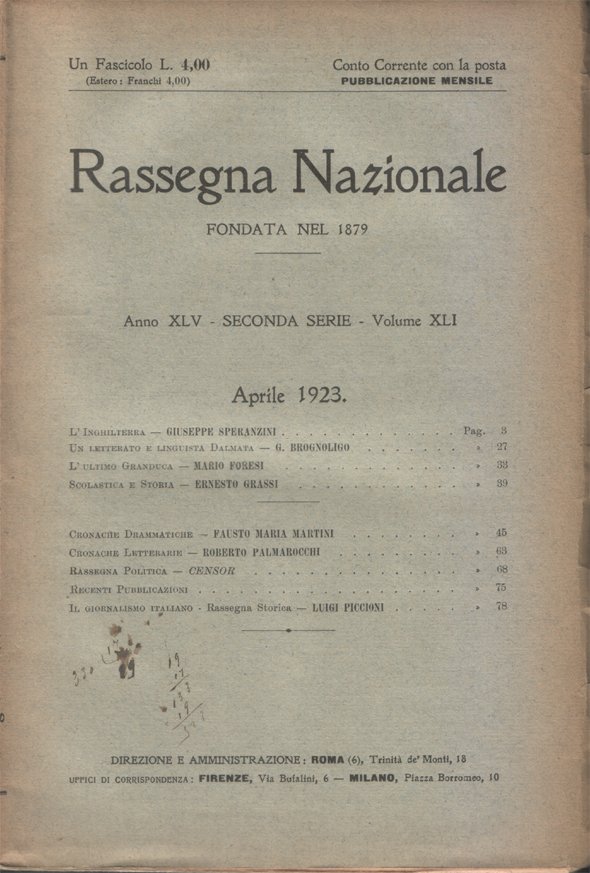 Un Fascicolo L. 4,00 Conto Corrente con la posta
(Estero: Franchi 4,00) PUBBLICAZIONE MENSILE
Rassegna Nazionale
FONDATA NEL 1879
Anno XLV - SECONDA SERIE - Volume XLI
Aprile 1923.
L'INGHILTERRA — GIUSEPPE SPERANZINI . . . . . . . . . . . Pag. 3
UN LETTERATO E LINGUISTA DALMATA — G. BROGNOLIGO . . . . . . . » 27
L'ULTIMO GRANDUCA — MARIO FORESI . . . . . . . . . . . » 33
SCOLASTICA E STORIA — ERNESTO GRASSI . . . . . . . . . . » 39
CRONACHE DRAMMATICHE — FAUSTO MARIA MARTINI . . . . . . . . » 45
CRONACHE LETTERARIE — ROBERTO PALMAROCCHI . . . . . . . . . » 63
RASSEGNA POLITICA — CENSOR . . . . . . . . . . . . . » 68
RECENTI PUBBLICAZIONI . . . . . . . . . . . . . . . . » 75
IL GIORNALISMO ITALIANO - Rassegna Storica — LUIGI PICCIONI . . . . . » 78
19
17
133
19
DIREZIONE E AMMINISTRAZIONE: ROMA (6), Trinità de' Monti, 18
UFFICI DI CORRISPONDENZA: FIRENZE, Via Bufalini, 6 — MILANO, Piazza Borromeo, 10